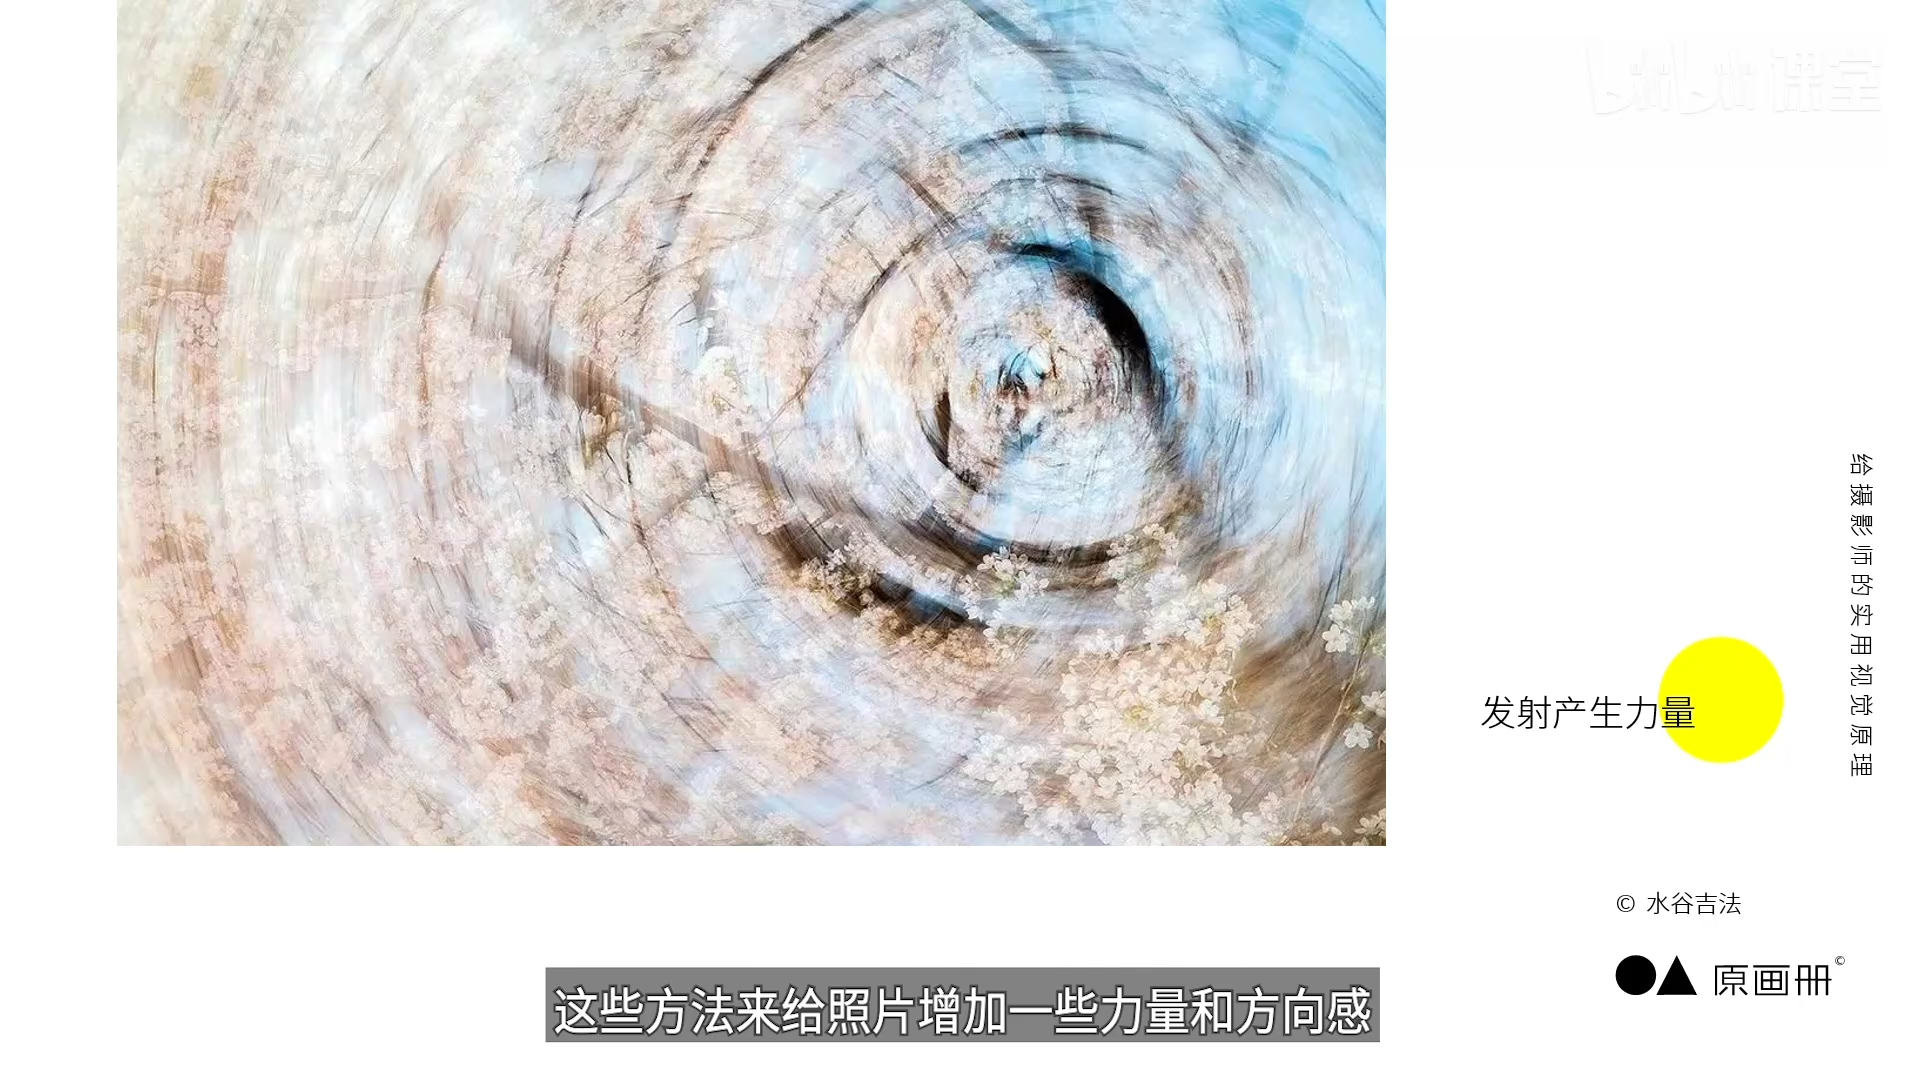 bilibili课堂
给摄影师的实用视觉原理
发射产生力量
© 水谷吉法
原画册©
这些方法来给照片增加一些力量和方向感